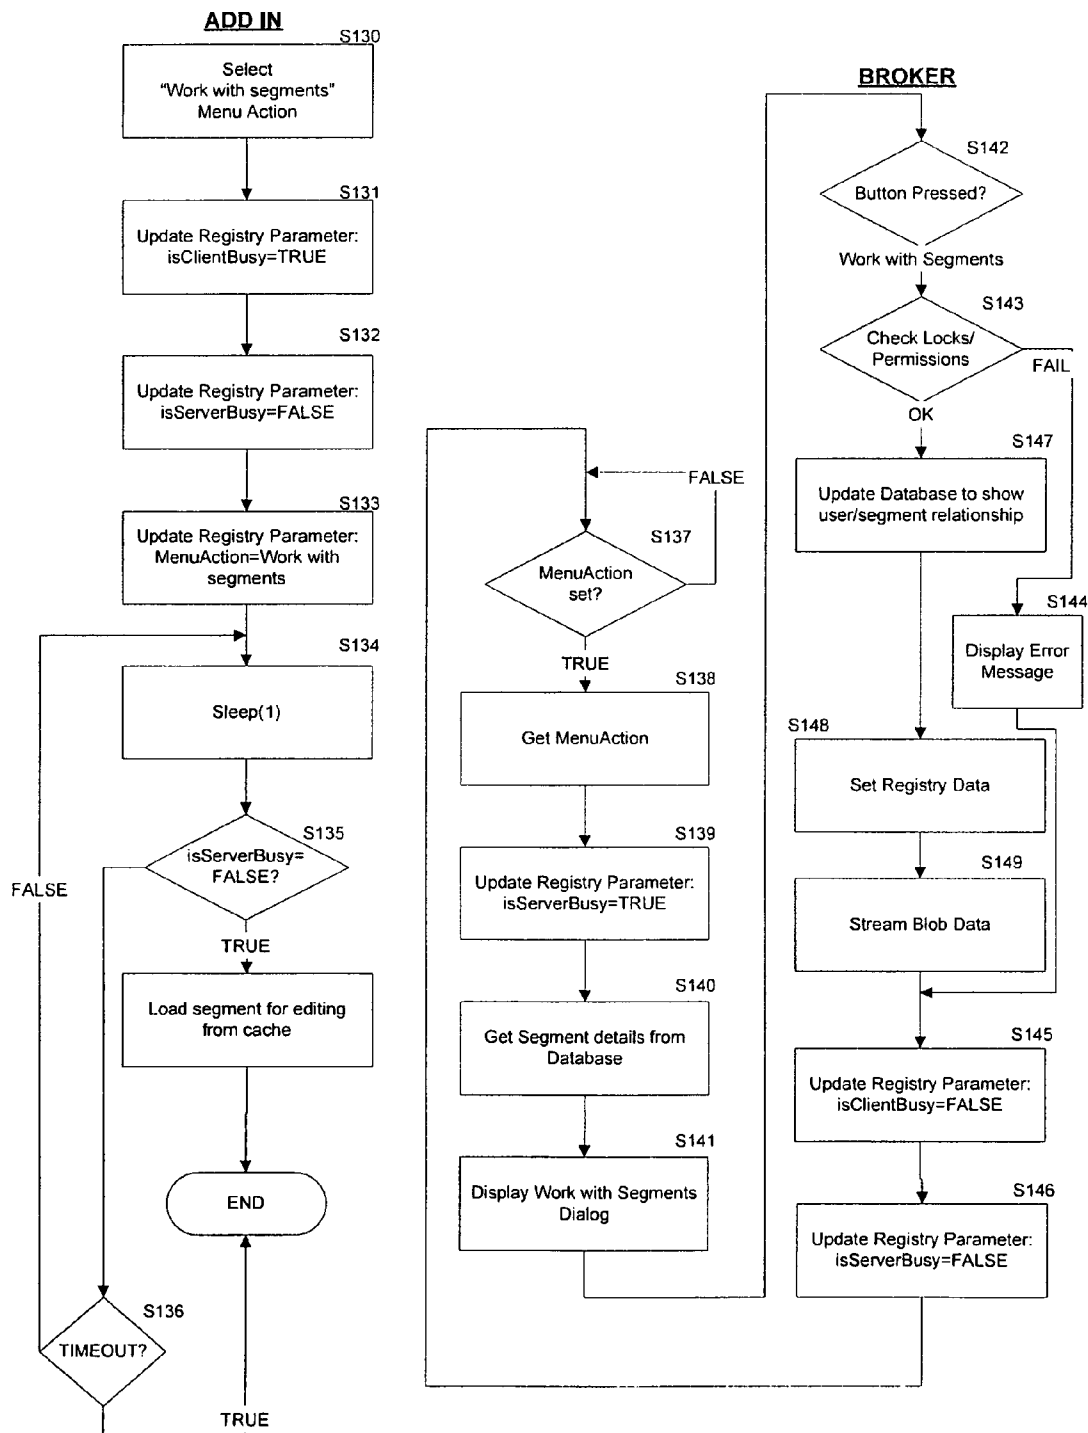 ADD IN
S130
Select
"Work with segments"
Menu Action
S131
Update Registry Parameter:
isClientBusy=TRUE
S132
Update Registry Parameter:
isServerBusy=FALSE
S133
Update Registry Parameter:
MenuAction=Work with
segments
S134
Sleep(1)
S135
isServerBusy=
FALSE?
FALSE
TRUE
Load segment for editing
from cache
END
S136
TIMEOUT?
TRUE
FALSE
S137
MenuAction
set?
TRUE
S138
Get MenuAction
S139
Update Registry Parameter:
isServerBusy=TRUE
S140
Get Segment details from
Database
S141
Display Work with Segments
Dialog
BROKER
S142
Button Pressed?
Work with Segments
S143
Check Locks/
Permissions
FAIL
OK
S147
Update Database to show
user/segment relationship
S144
Display Error
Message
S148
Set Registry Data
S149
Stream Blob Data
S145
Update Registry Parameter:
isClientBusy=FALSE
S146
Update Registry Parameter:
isServerBusy=FALSE